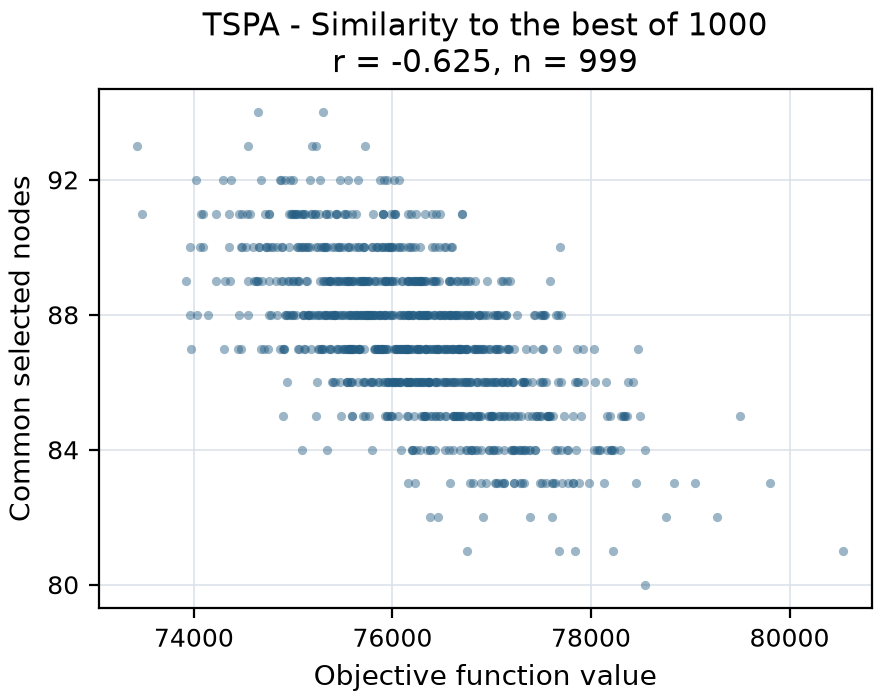 TSPA - Similarity to the best of 1000
r = -0.625, n = 999
Common selected nodes
92
88
84
80
74000
76000
78000
80000
Objective function value